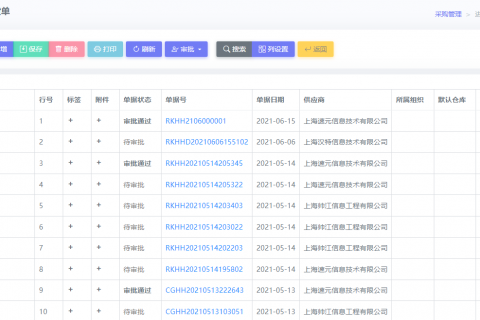 单
采购管理
增 保存 删除 打印 刷新 审批 搜索 列设置 返回
行号 标签 附件 单据状态 单据号 单据日期 供应商 所属组织 默认仓库
1 + + 审批通过 RKHH2106000001 2021-06-15 上海速元信息技术有限公司
2 + + 待审批 RKHHD20210606155102 2021-06-06 上海汉特信息技术有限公司
3 + + 审批通过 RKHH20210514205345 2021-05-14 上海速元信息技术有限公司
4 + + 待审批 RKHH20210514205322 2021-05-14 上海速元信息技术有限公司
5 + + 待审批 RKHH20210514203403 2021-05-14 上海帅江信息工程有限公司
6 + + 待审批 RKHH20210514203022 2021-05-14 上海帅江信息工程有限公司
7 + + 待审批 RKHH20210514202203 2021-05-14 上海帅江信息工程有限公司
8 + + 待审批 RKHH20210514195802 2021-05-14 上海速元信息技术有限公司
9 + + 审批通过 CGHH20210513222643 2021-05-13 上海速元信息技术有限公司
10 + + 待审批 CGHH20210513103051 2021-05-13 上海帅江信息工程有限公司